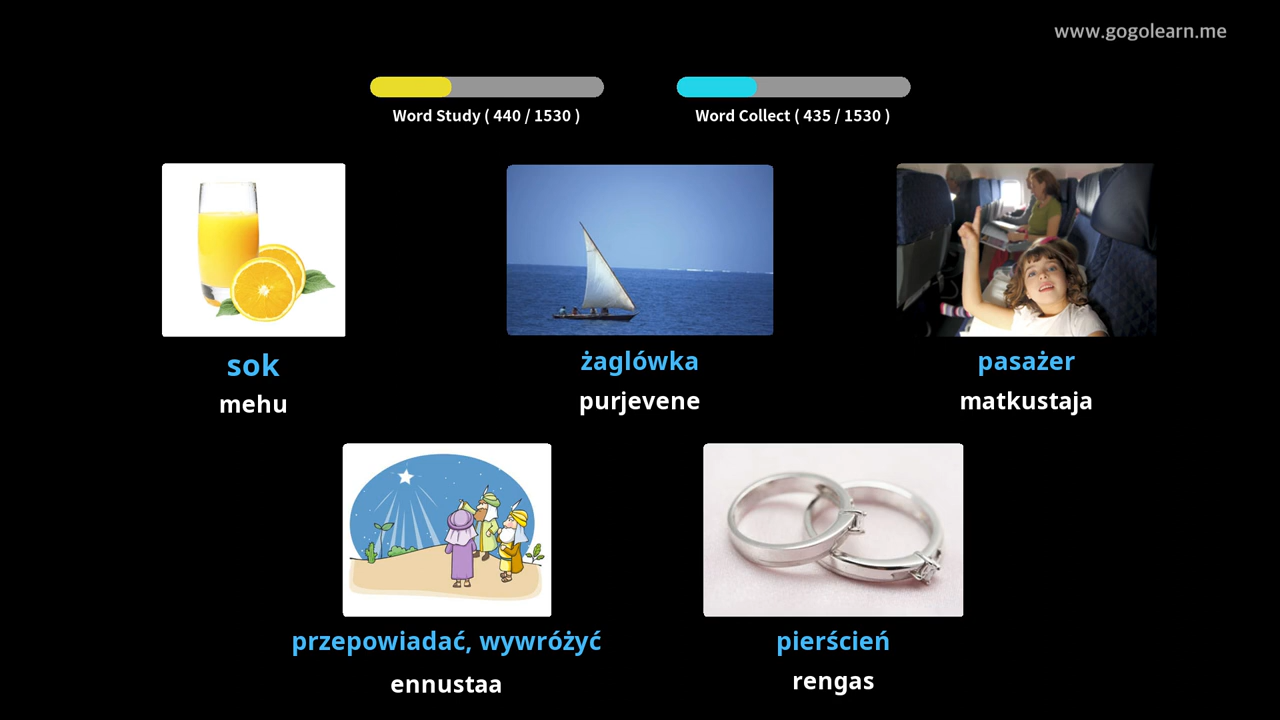 www.gogolearn.me
Word Study ( 440 / 1530 )
Word Collect ( 435 / 1530 )
sok
mehu
żaglówka
purjevene
pasażer
matkustaja
przepowiadać, wywróżyć
ennustaa
pierścień
rengas